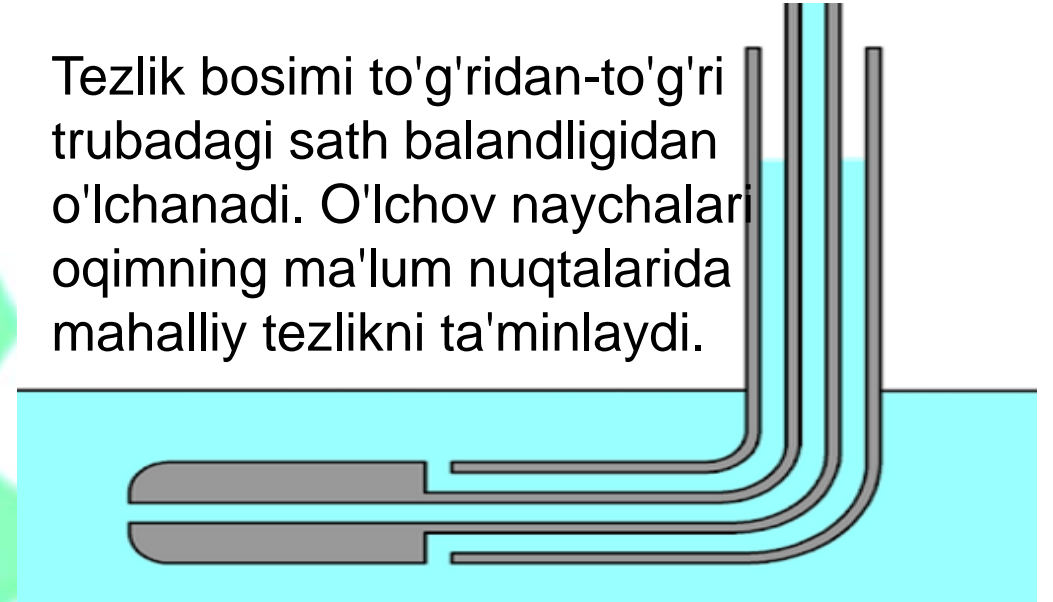 Tezlik bosimi to'g'ridan-to'g'ri
trubadagi sath balandligidan
o'lchanadi. O'lchov naychalari
oqimning ma'lum nuqtalarida
mahalliy tezlikni ta'minlaydi.